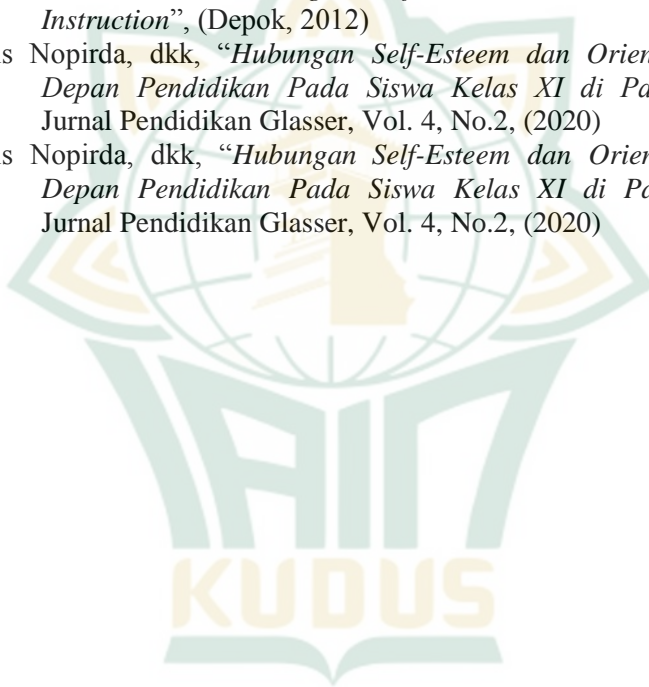 Instruction”, (Depok, 2012)
s Nopirda, dkk, “Hubungan Self-Esteem dan Orien
Depan Pendidikan Pada Siswa Kelas XI di Pa
Jurnal Pendidikan Glasser, Vol. 4, No.2, (2020)
s Nopirda, dkk, “Hubungan Self-Esteem dan Orien
Depan Pendidikan Pada Siswa Kelas XI di Pa
Jurnal Pendidikan Glasser, Vol. 4, No.2, (2020)
IAIN
KUDUS